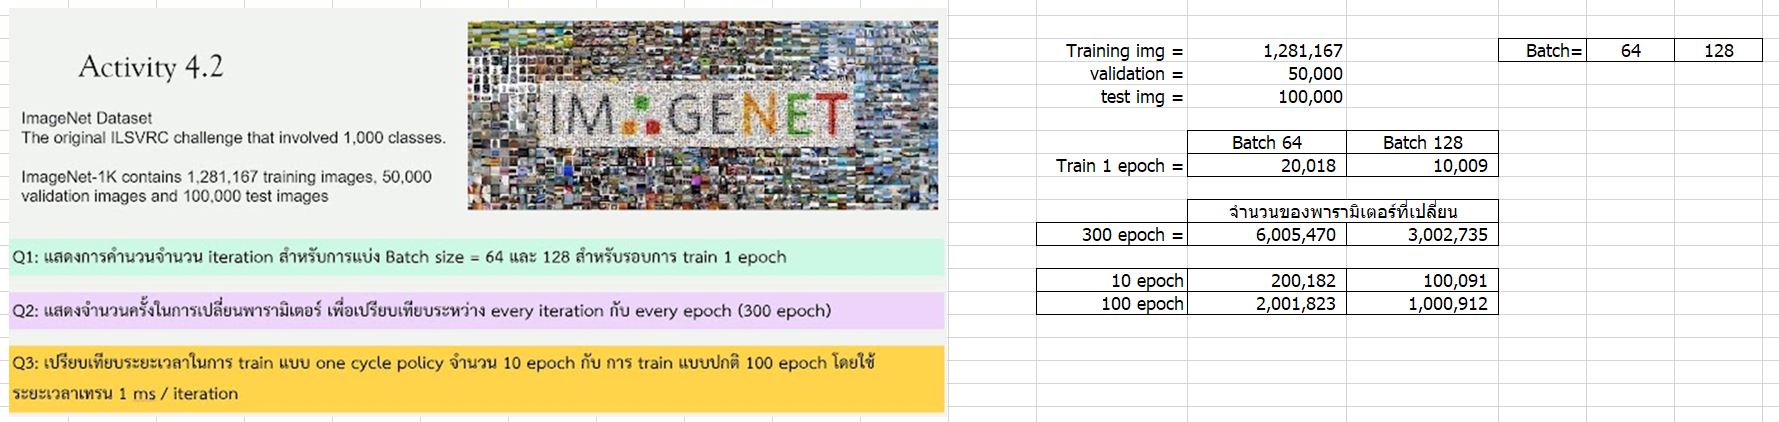 Activity 4.2
IMAGENET
ImageNet Dataset
The original ILSVRC challenge that involved 1,000 classes.
ImageNet-1K contains 1,281,167 training images, 50,000
validation images and 100,000 test images
Q1: แสดงการคำนวนจำนวน iteration สำหรับการแบ่ง Batch size = 64 และ 128 สำหรับรอบการ train 1 epoch
Q2: แสดงจำนวนครั้งในการเปลี่ยนพารามิเตอร์ เพื่อเปรียบเทียบระหว่าง every iteration กับ every epoch (300 epoch)
Q3: เปรียบเทียบระยะเวลาในการ train แบบ one cycle policy จำนวน 10 epoch กับ การ train แบบปกติ 100 epoch โดยใช้
ระยะเวลาเทรน 1 ms / iteration
Training img = 1,281,167 Batch= 64 128
validation = 50,000
test img = 100,000
Batch 64 Batch 128
Train 1 epoch = 20,018 10,009
จำนวนของพารามิเตอร์ที่เปลี่ยน
300 epoch = 6,005,470 3,002,735
10 epoch 200,182 100,091
100 epoch 2,001,823 1,000,912